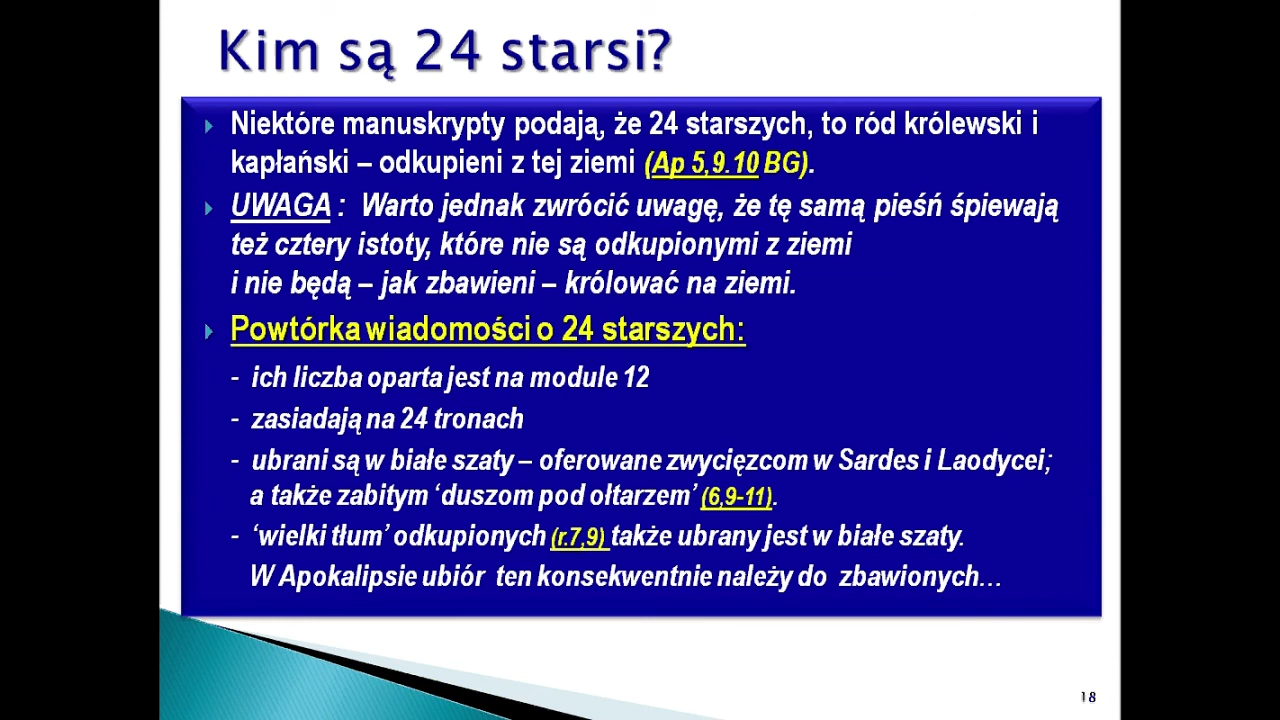 Kim są 24 starsi?
Niektóre manuskrypty podają, że 24 starszych, to ród królewski i
kapłański – odkupieni z tej ziemi (Ap 5,9.10 BG).
UWAGA : Warto jednak zwrócić uwagę, że tę samą pieśń śpiewają
też cztery istoty, które nie są odkupionymi z ziemi
i nie będą – jak zbawieni – królować na ziemi.
Powtórka wiadomości o 24 starszych:
- ich liczba oparta jest na module 12
- zasiadają na 24 tronach
- ubrani są w białe szaty – oferowane zwycięzcom w Sardes i Laodycei;
a także zabitym ‘duszom pod ołtarzem’ (6,9-11).
- ‘wielki tłum’ odkupionych (r.7,9) także ubrany jest w białe szaty.
W Apokalipsie ubiór ten konsekwentnie należy do zbawionych…
18